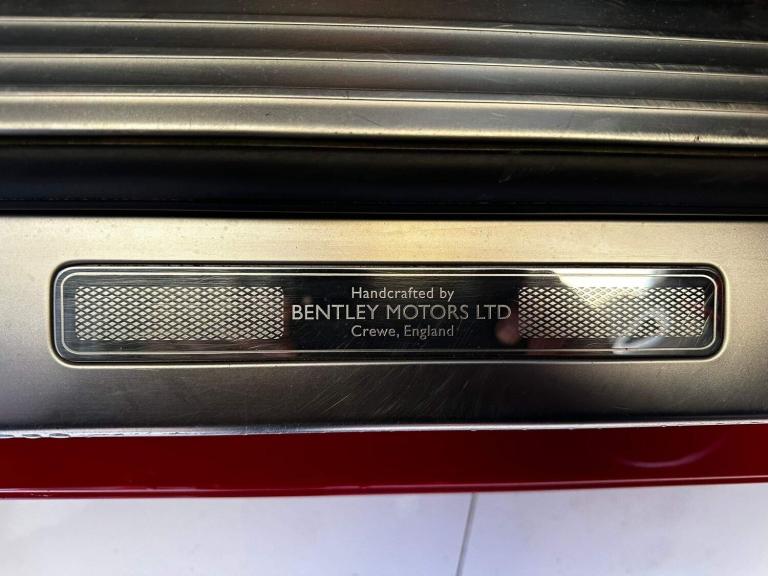 Handcrafted by
BENTLEY MOTORS LTD
Crewe, England